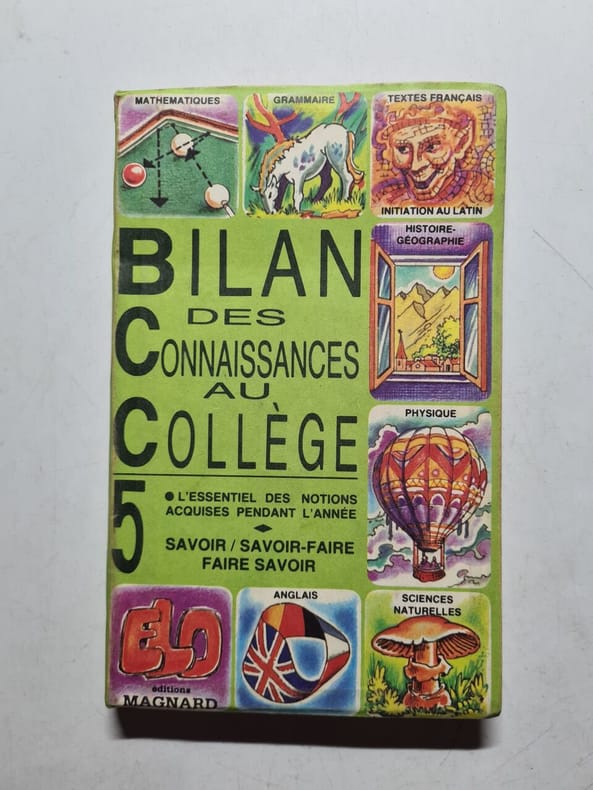 MATHEMATIQUES
GRAMMAIRE
TEXTES FRANÇAIS
INITIATION AU LATIN
HISTOIRE-
GÉOGRAPHIE
BILAN
DES
CONNAISSANCES
AU
COLLÈGE
5
● L'ESSENTIEL DES NOTIONS
ACQUISES PENDANT L'ANNÉE
SAVOIR / SAVOIR-FAIRE
FAIRE SAVOIR
PHYSIQUE
ELO
éditions
MAGNARD
ANGLAIS
SCIENCES
NATURELLES